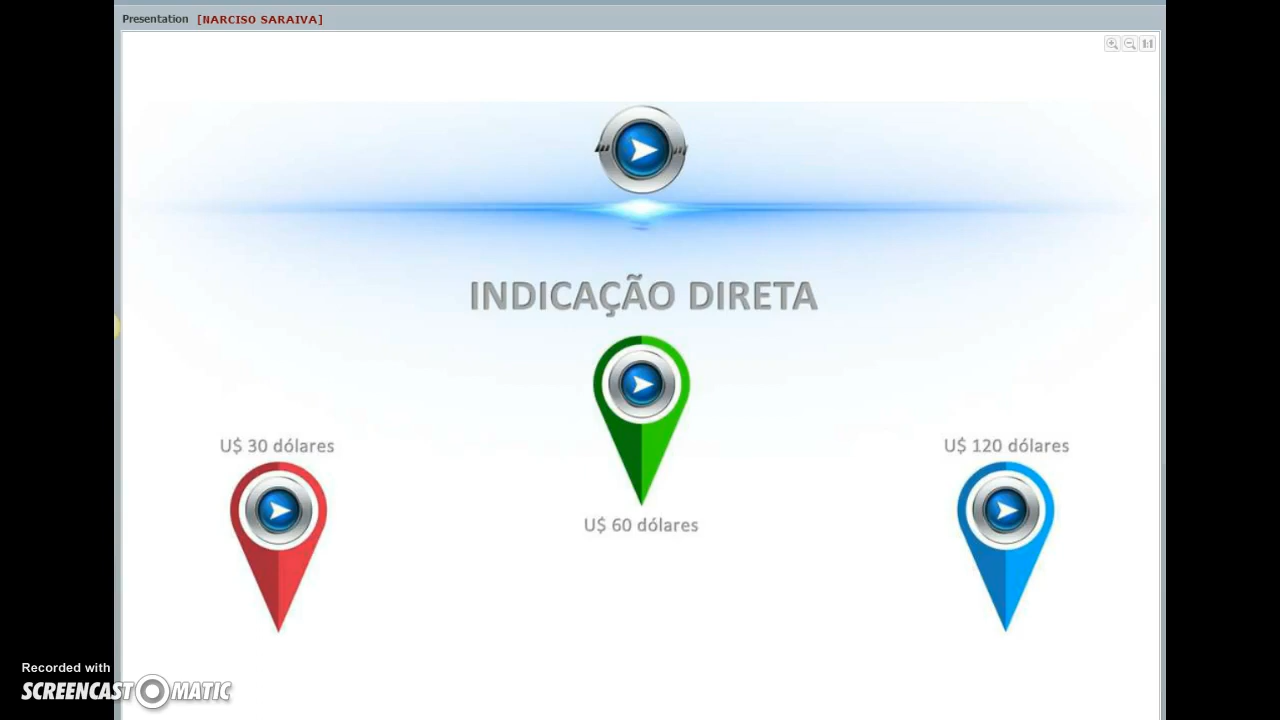 Presentation [NARCISO SARAIVA]
INDICAÇÃO DIRETA
U$ 30 dólares
U$ 120 dólares
U$ 60 dólares
Recorded with
SCREENCAST-O-MATIC